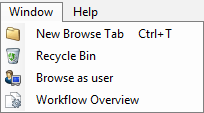 Window Help
New Browse Tab Ctrl+T
Recycle Bin
Browse as user
Workflow Overview